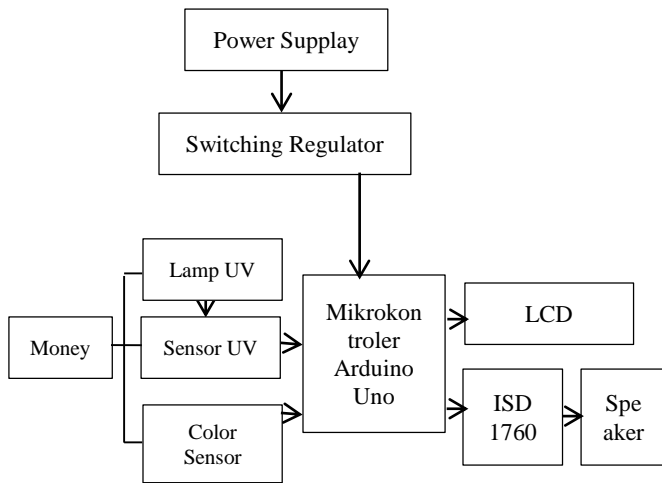 Power Supplay
Switching Regulator
Lamp UV
Money
Sensor UV
Color
Sensor
Mikrokon
troler
Arduino
Uno
LCD
ISD
1760
Spe
aker